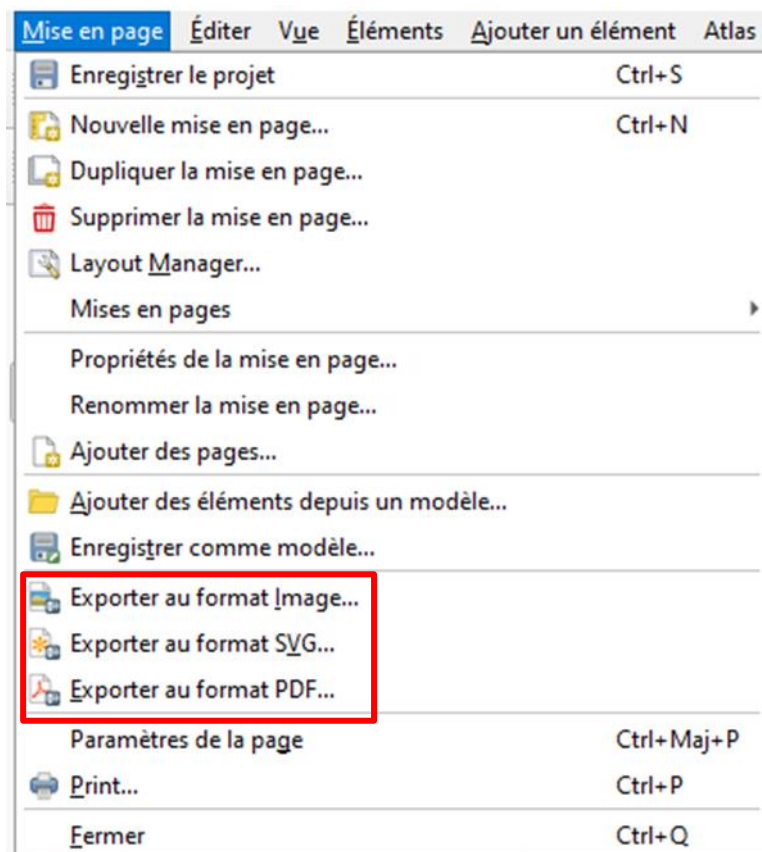 Mise en page Éditer Vue Éléments Ajouter un élément Atlas
Enregistrer le projet Ctrl+S
Nouvelle mise en page... Ctrl+N
Dupliquer la mise en page...
Supprimer la mise en page...
Layout Manager...
Mises en pages
Propriétés de la mise en page...
Renommer la mise en page...
Ajouter des pages...
Ajouter des éléments depuis un modèle...
Enregistrer comme modèle...
Exporter au format Image...
Exporter au format SVG...
Exporter au format PDF...
Paramètres de la page Ctrl+Maj+P
Print... Ctrl+P
Fermer Ctrl+Q